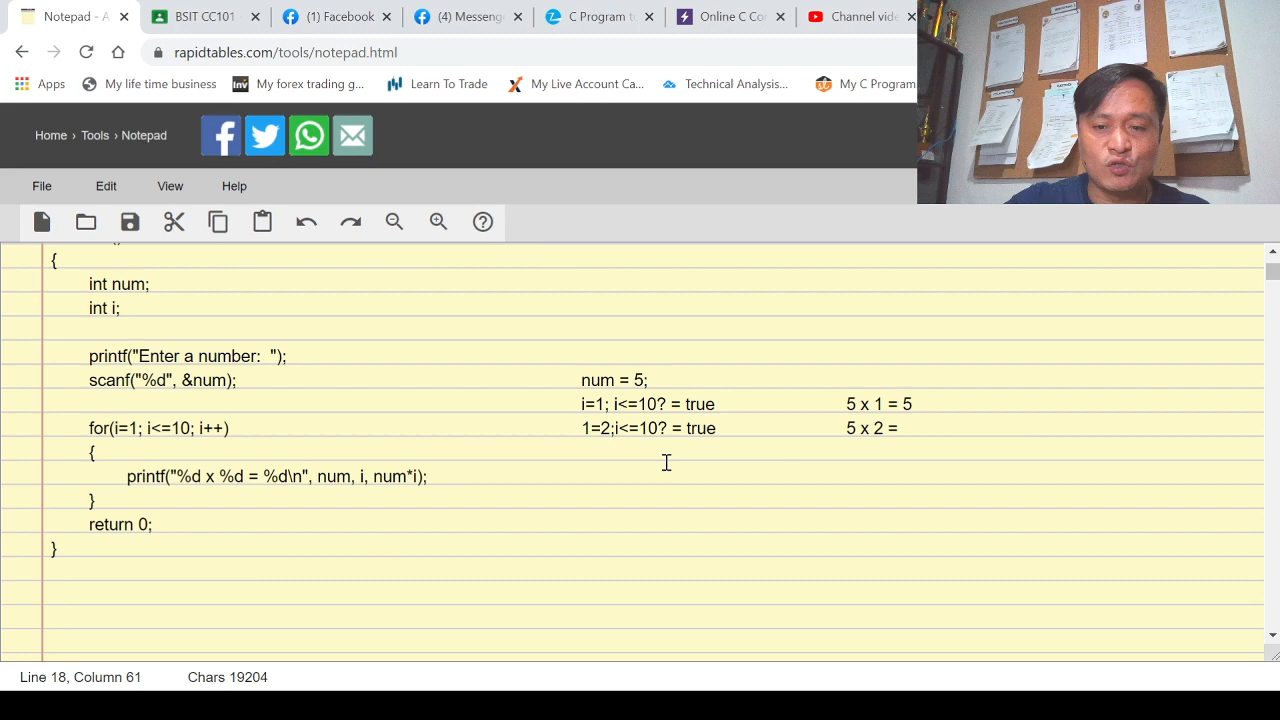 Notepad - A
BSIT CC101
(1) Facebook
(4) Messeng
C Program t
Online C Co
Channel vid
rapidtables.com/tools/notepad.html
Apps
My life time business
inv
My forex trading g...
Learn To Trade
My Live Account Ca...
Technical Analysis...
My C Program
Home › Tools › Notepad
File
Edit
View
Help
{
int num;
int i;
printf("Enter a number:  ");
scanf("%d", &num);
num = 5;
i=1; i<=10? = true
5 x 1 = 5
for(i=1; i<=10; i++)
1=2;i<=10? = true
5 x 2 =
{
printf("%d x %d = %d\n", num, i, num*i);
}
return 0;
}
Line 18, Column 61
Chars 19204